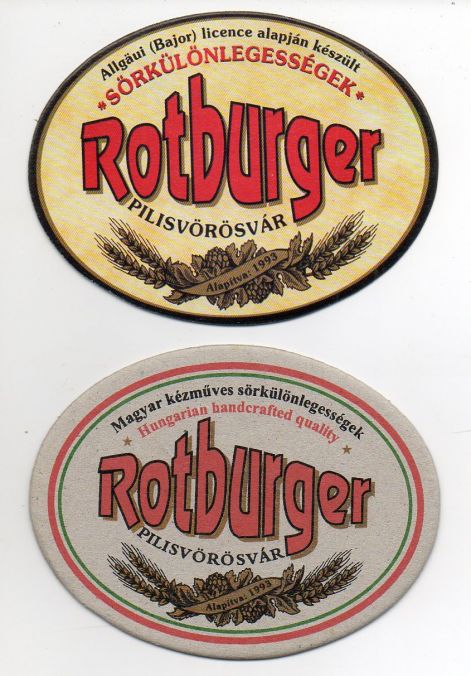 Allgäui (Bajor) licence alapján készült
*SÖRKÜLÖNLEGESSÉGEK*
Rotburger
PILISVÖRÖSVÁR
Alapítva: 1993
Magyar kézműves sörkülönlegességek
Hungarian handcrafted quality
Rotburger
PILISVÖRÖSVÁR
Alapítva: 1993